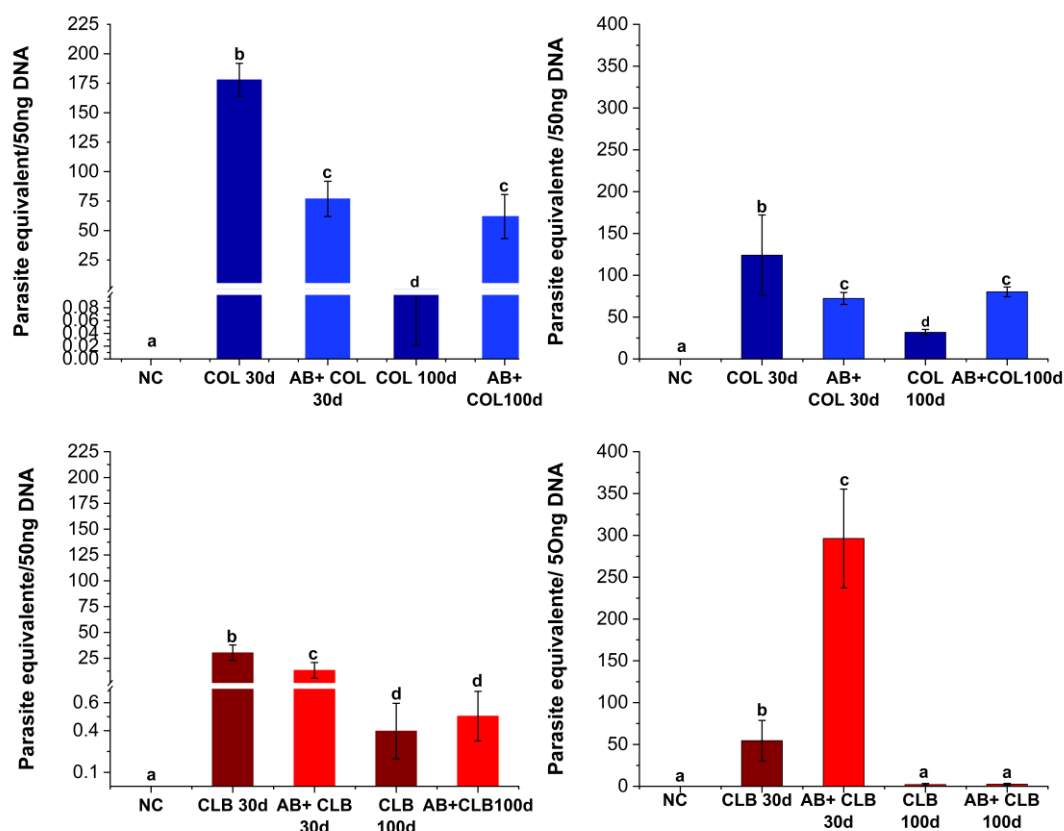 Parasite equivalent/50ng DNA
225
200
175
150
125
100
75
50
25
0.08
0.06
0.04
0.02
0.00
a
b
c
d
c
NC
COL 30d
AB+ COL
30d
COL 100d
AB+
COL100d
Parasite equivalente /50ng DNA
400
350
300
250
200
150
100
50
0
a
b
c
d
c
NC
COL 30d
AB+
COL 30d
COL
100d
AB+COL100d
Parasite equivalente/50ng DNA
225
200
175
150
125
100
75
50
25
0.6
0.4
0.1
a
b
c
d
d
NC
CLB 30d
AB+ CLB
30d
CLB
100d
AB+CLB100d
Parasite equivalente/ 5Ong DNA
400
350
300
250
200
150
100
50
0
a
b
c
a
a
NC
CLB 30d
AB+ CLB
30d
CLB
100d
AB+ CLB
100d